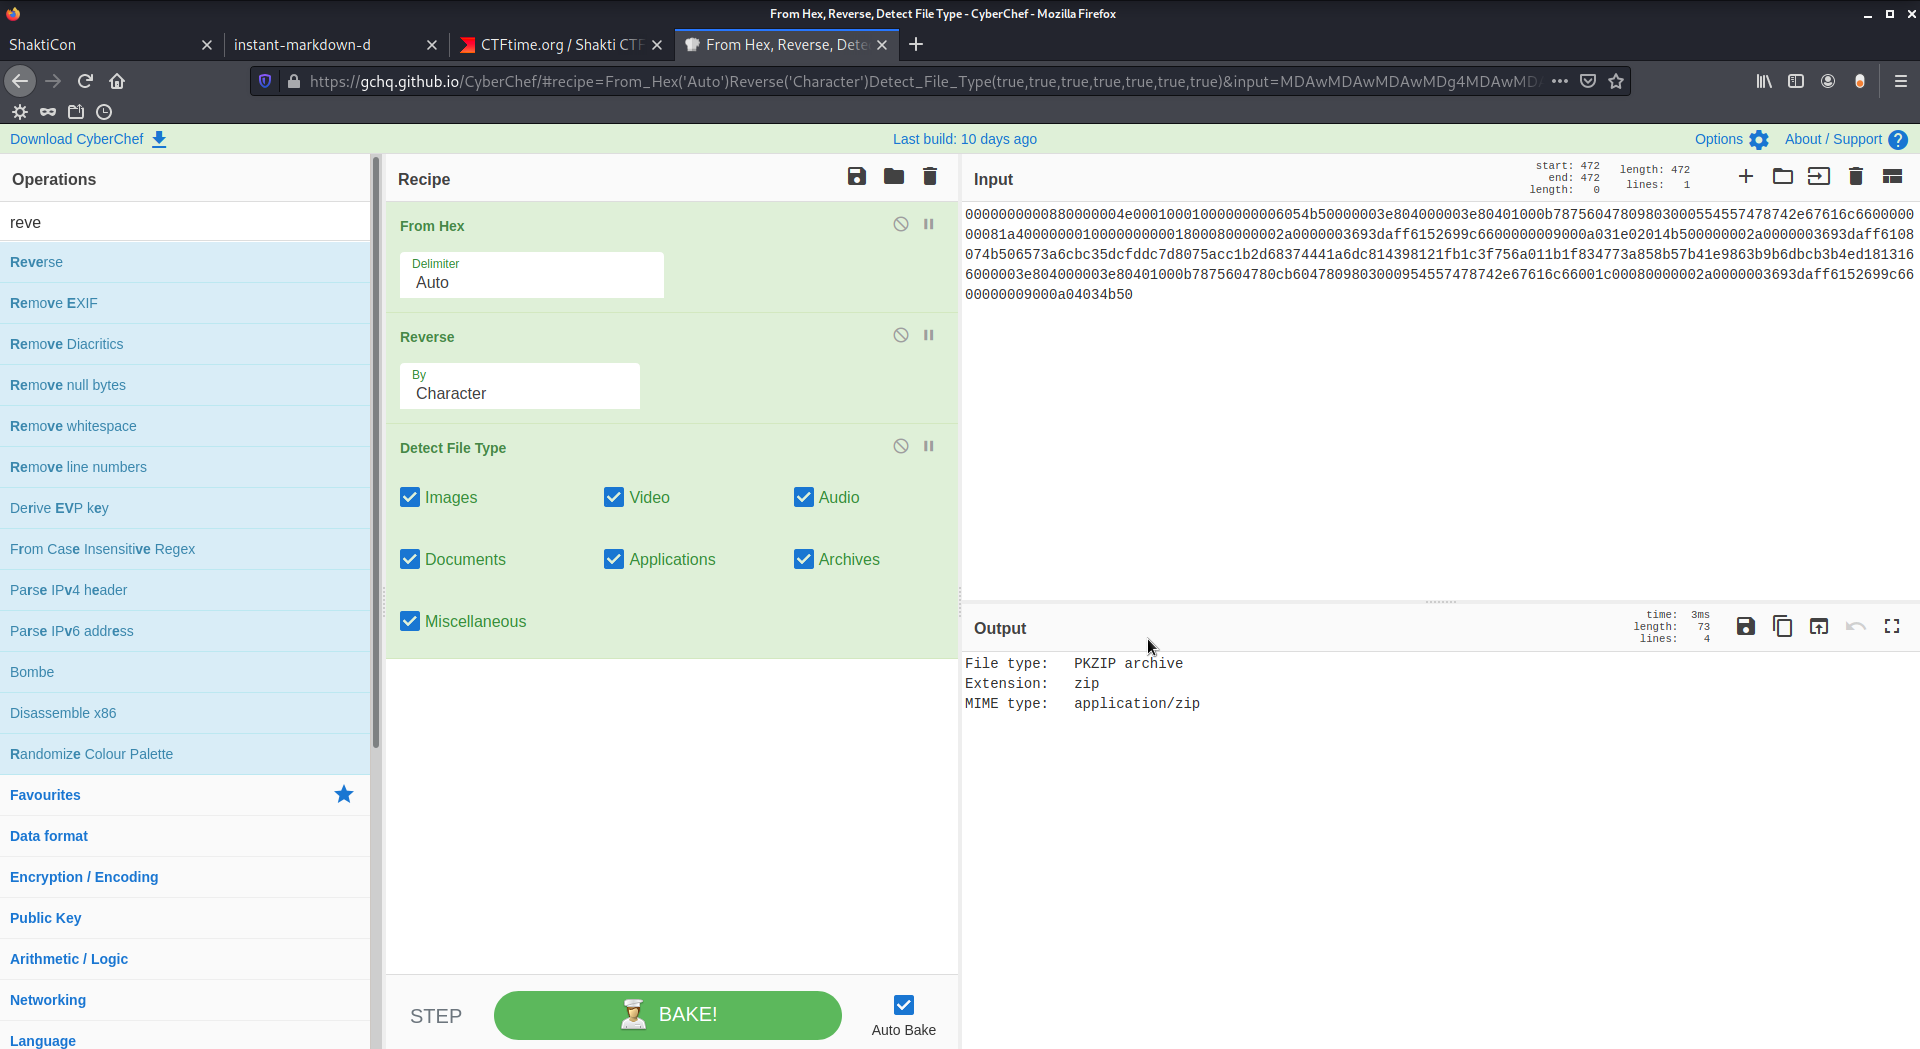 From Hex, Reverse, Detect File Type - CyberChef - Mozilla Firefox
ShaktiCon
instant-markdown-d
CTFtime.org / Shakti CTF
From Hex, Reverse, Dete
https://gchq.github.io/CyberChef/#recipe=From_Hex('Auto')Reverse('Character')Detect_File_Type(true,true,true,true,true,true,true)&input=MDAwMDAwMDAwMDg4MDAwMD
Download CyberChef
Last build: 10 days ago
Options
About / Support
Operations
reve
Reverse
Remove EXIF
Remove Diacritics
Remove null bytes
Remove whitespace
Remove line numbers
Derive EVP key
From Case Insensitive Regex
Parse IPv4 header
Parse IPv6 address
Bombe
Disassemble x86
Randomize Colour Palette
Favourites
Data format
Encryption / Encoding
Public Key
Arithmetic / Logic
Networking
Language
Recipe
From Hex
Delimiter
Auto
Reverse
By
Character
Detect File Type
Images
Video
Audio
Documents
Applications
Archives
Miscellaneous
STEP
BAKE!
Auto Bake
Input
start: 472
end: 472
length: 0
length: 472
lines: 1
0000000000880000004e000100010000000006054b50000003e804000003e80401000b78756047809803000554557478742e67616c6600000
00081a4000000010000000001800080000002a0000003693daff6152699c6600000009000a031e02014b500000002a0000003693daff6108
074b506573a6cbc35dcfddc7d8075acc1b2d68374441a6dc814398121fb1c3f756a011b1f834773a858b57b41e9863b9b6dbcb3b4ed181316
6000003e804000003e80401000b7875604780cb604780980300095455747874​2e67616c66001c00080000002a0000003693daff6152699c66
00000009000a04034b50
Output
time: 3ms
length: 73
lines: 4
File type: PKZIP archive
Extension: zip
MIME type: application/zip